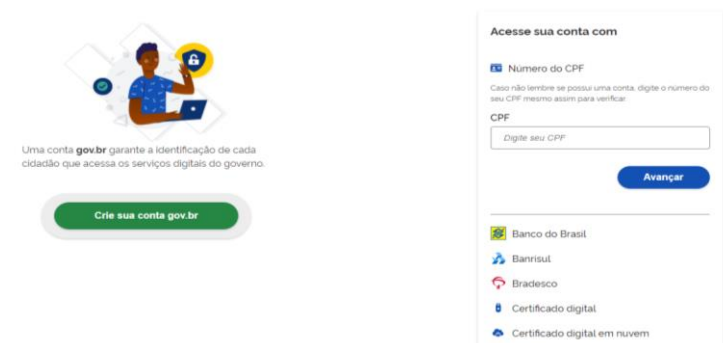 Uma conta gov.br garante a identificação de cada
cidadão que acessa os serviços digitais do governo.
Crie sua conta gov.br
Acesse sua conta com
Número do CPF
Caso não lembre se possui uma conta, digite o número do
seu CPF mesmo assim para verificar.
CPF
Digite seu CPF
Avançar
Banco do Brasil
Banrisul
Bradesco
Certificado digital
Certificado digital em nuvem